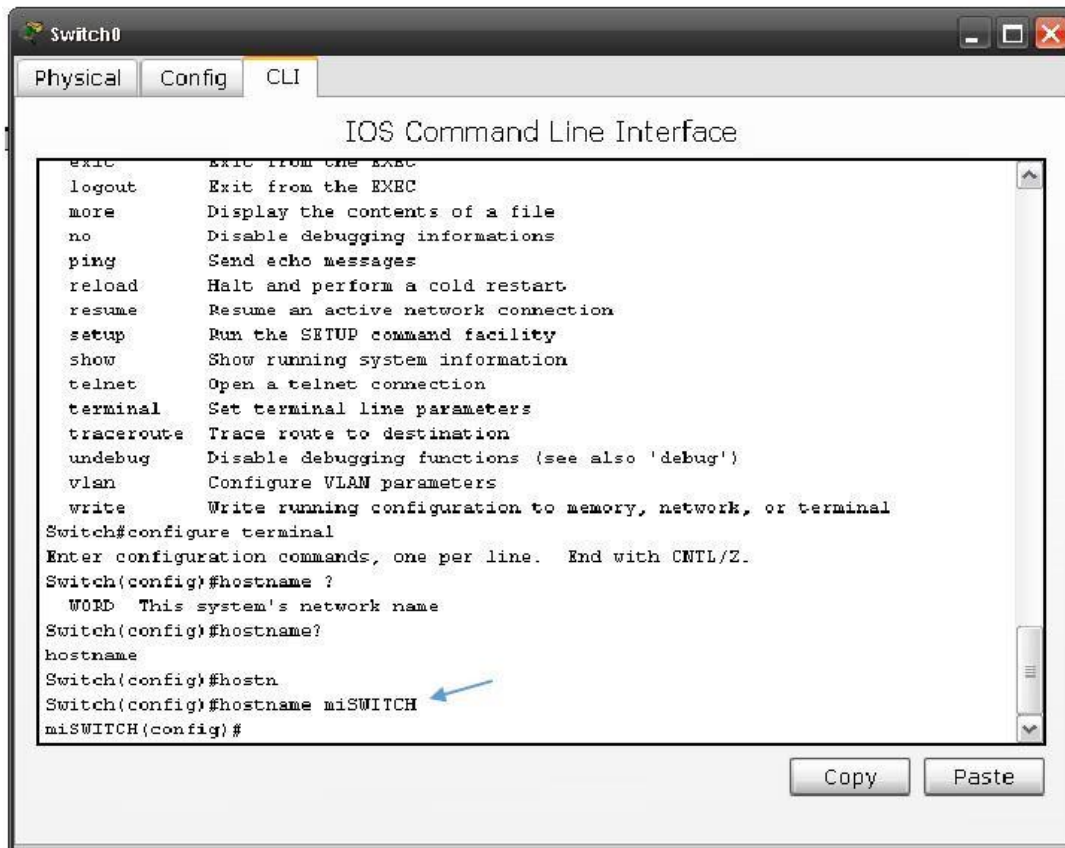 Switch0
Physical Config CLI
IOS Command Line Interface
exit Exit from the EXEC
logout Exit from the EXEC
more Display the contents of a file
no Disable debugging informations
ping Send echo messages
reload Halt and perform a cold restart
resume Resume an active network connection
setup Run the SETUP command facility
show Show running system information
telnet Open a telnet connection
terminal Set terminal line parameters
traceroute Trace route to destination
undebug Disable debugging functions (see also 'debug')
vlan Configure VLAN parameters
write Write running configuration to memory, network, or terminal
Switch#configure terminal
Enter configuration commands, one per line. End with CNTL/Z.
Switch(config)#hostname ?
WORD This system's network name
Switch(config)#hostname?
hostname
Switch(config)#hostn
Switch(config)#hostname miSWITCH
miSWITCH(config)#
Copy Paste